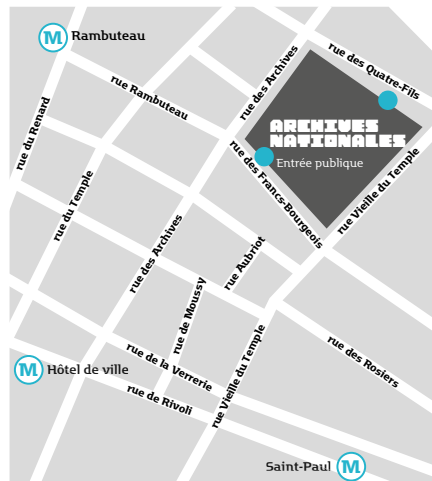 M Rambuteau
rue des Quatre-Fils
rue des Archives
rue Rambuteau
rue du Renard
ARCHIVES
NATIONALES
Entrée publique
rue des Francs-Bourgeois
rue Vieille du Temple
rue du Temple
rue des Archives
rue Aubriot
rue de Moussy
rue des Rosiers
rue Vieille du Temple
rue de la Verrerie
M Hôtel de ville
rue de Rivoli
Saint-Paul M